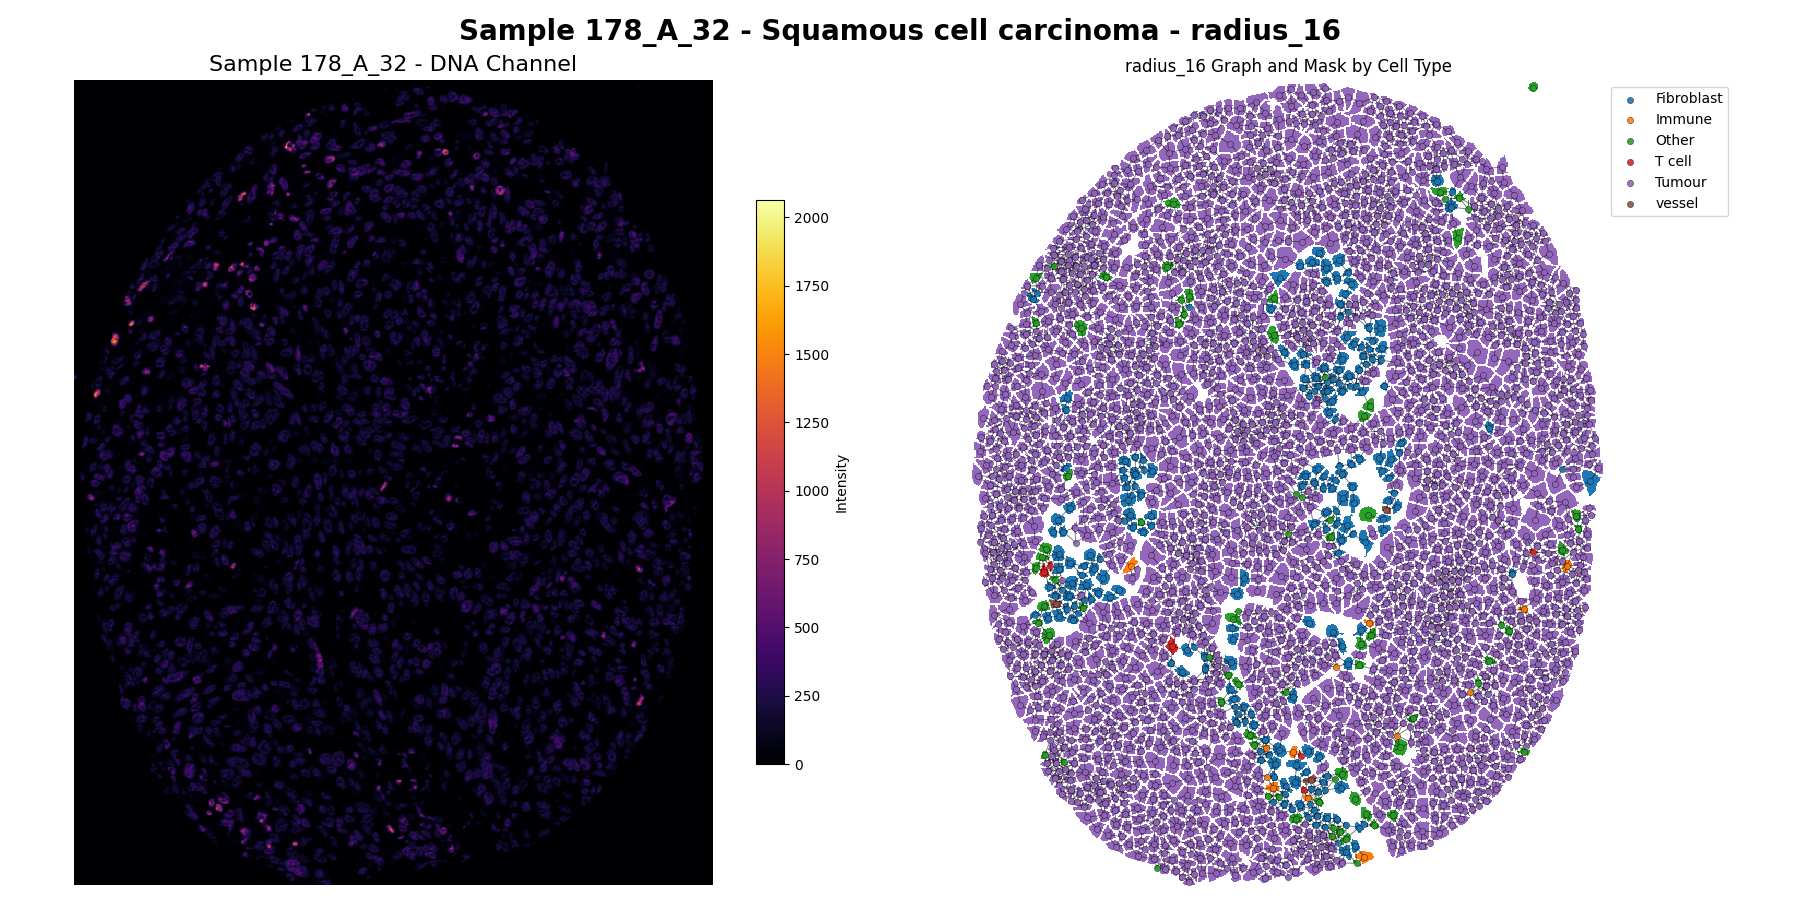 Sample 178_A_32 - Squamous cell carcinoma - radius_16
Sample 178_A_32 - DNA Channel
2000
1750
1500
1250
1000
750
500
250
0
Intensity
radius_16 Graph and Mask by Cell Type
Fibroblast
Immune
Other
T cell
Tumour
vessel